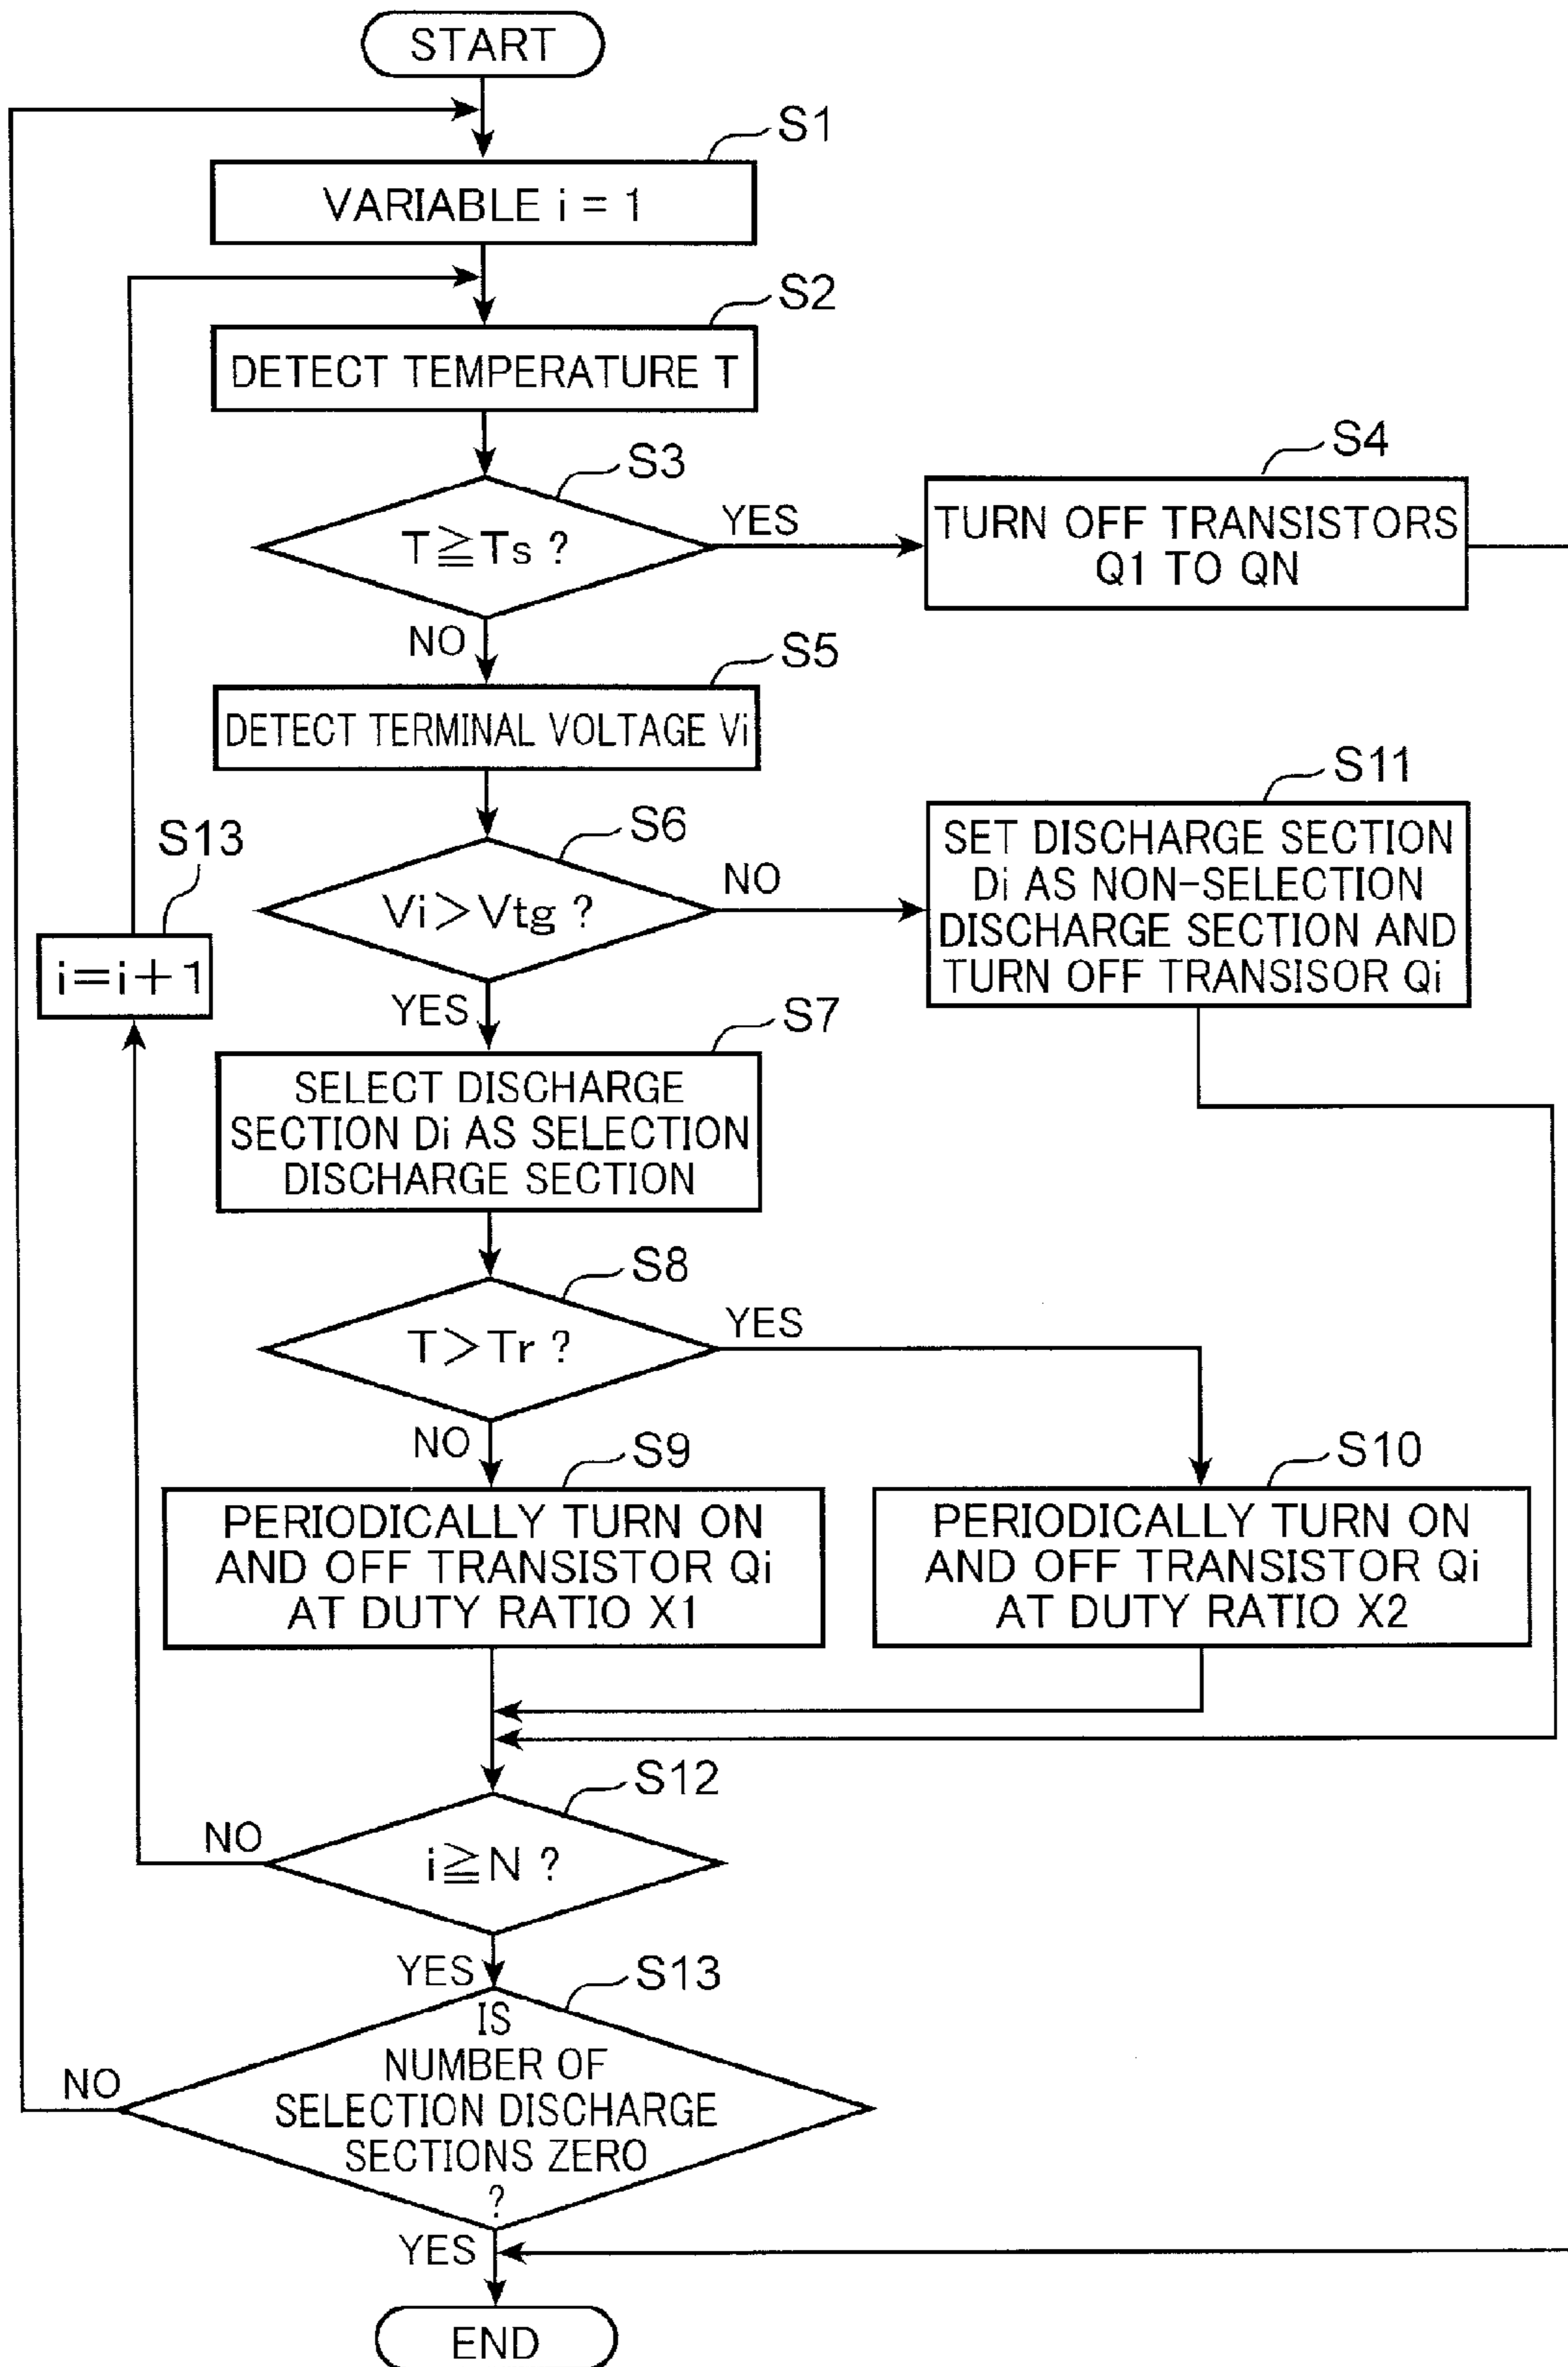 START
S1
VARIABLE i = 1
S2
DETECT TEMPERATURE T
S3
T≧Ts ?
YES
NO
S4
TURN OFF TRANSISTORS
Q1 TO QN
S5
DETECT TERMINAL VOLTAGE Vi
S6
Vi>Vtg ?
NO
YES
S11
SET DISCHARGE SECTION
Di AS NON-SELECTION
DISCHARGE SECTION AND
TURN OFF TRANSISOR Qi
S13
i=i+1
S7
SELECT DISCHARGE
SECTION Di AS SELECTION
DISCHARGE SECTION
S8
T>Tr ?
YES
NO
S9
PERIODICALLY TURN ON
AND OFF TRANSISTOR Qi
AT DUTY RATIO X1
S10
PERIODICALLY TURN ON
AND OFF TRANSISTOR Qi
AT DUTY RATIO X2
S12
i≧N ?
NO
YES
S13
IS
NUMBER OF
SELECTION DISCHARGE
SECTIONS ZERO
?
NO
YES
END